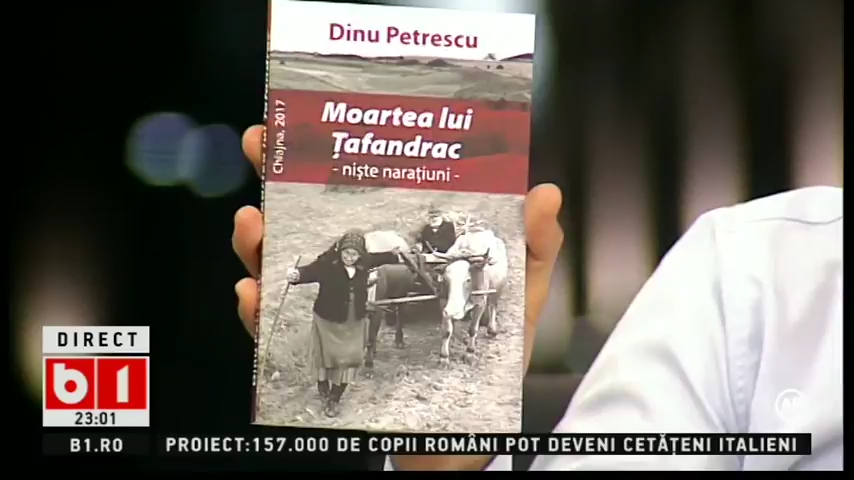 Dinu Petrescu
Chiajna, 2017
Moartea lui
Țafandrac
- niște narațiuni -
DIRECT
b1
23:01
B1.RO
PROIECT:157.000 DE COPII ROMÂNI POT DEVENI CETĂȚENI ITALIENI